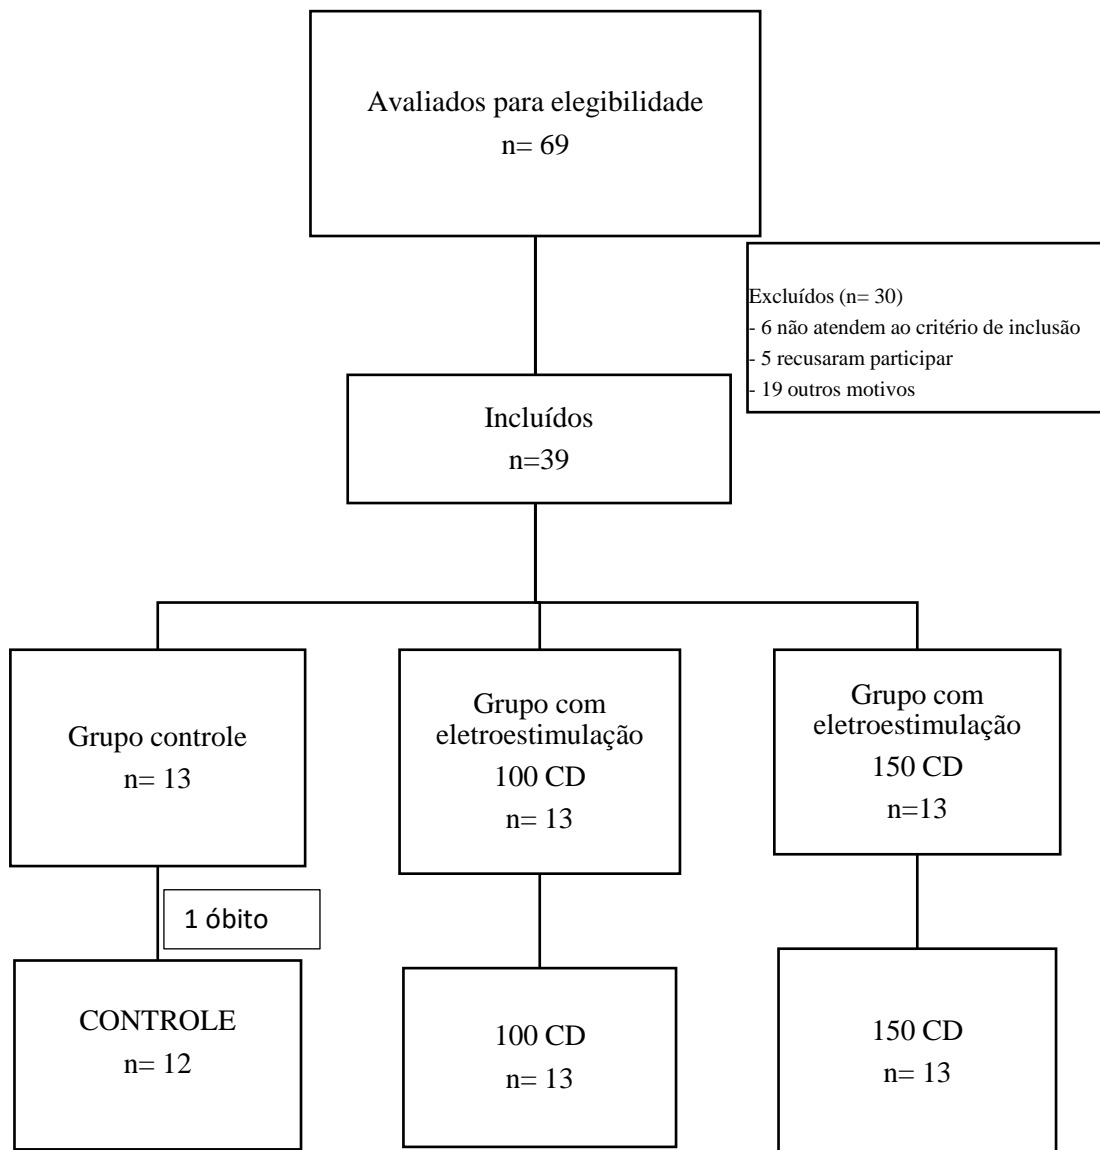 Avaliados para elegibilidade
n= 69
Excluídos (n= 30)
- 6 não atendem ao critério de inclusão
- 5 recusaram participar
- 19 outros motivos
Incluídos
n=39
Grupo controle
n= 13
Grupo com
eletroestimulação
100 CD
n= 13
Grupo com
eletroestimulação
150 CD
n=13
1 óbito
CONTROLE
n= 12
100 CD
n= 13
150 CD
n= 13